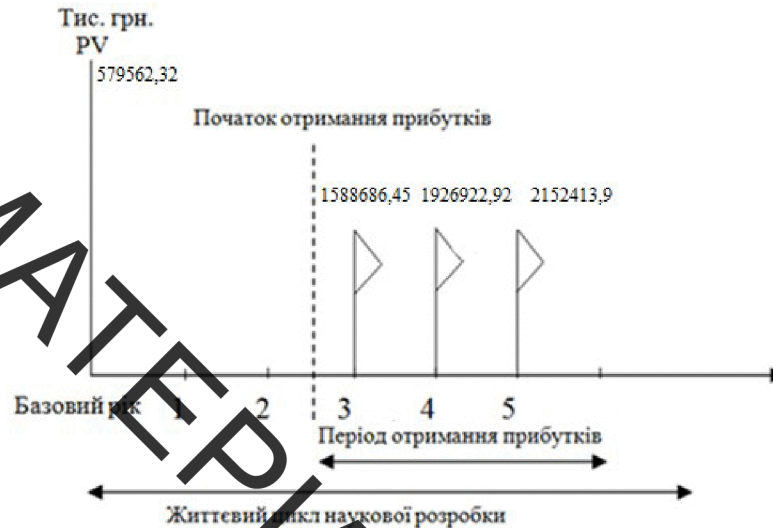 Тис. грн.
PV
579562,32
Початок отримання прибутків
1588686,45 1926922,92 2152413,9
Базовий рік 1 2 3 4 5
Період отримання прибутків
Життєвий цикл наукової розробки
МАТЕРІ